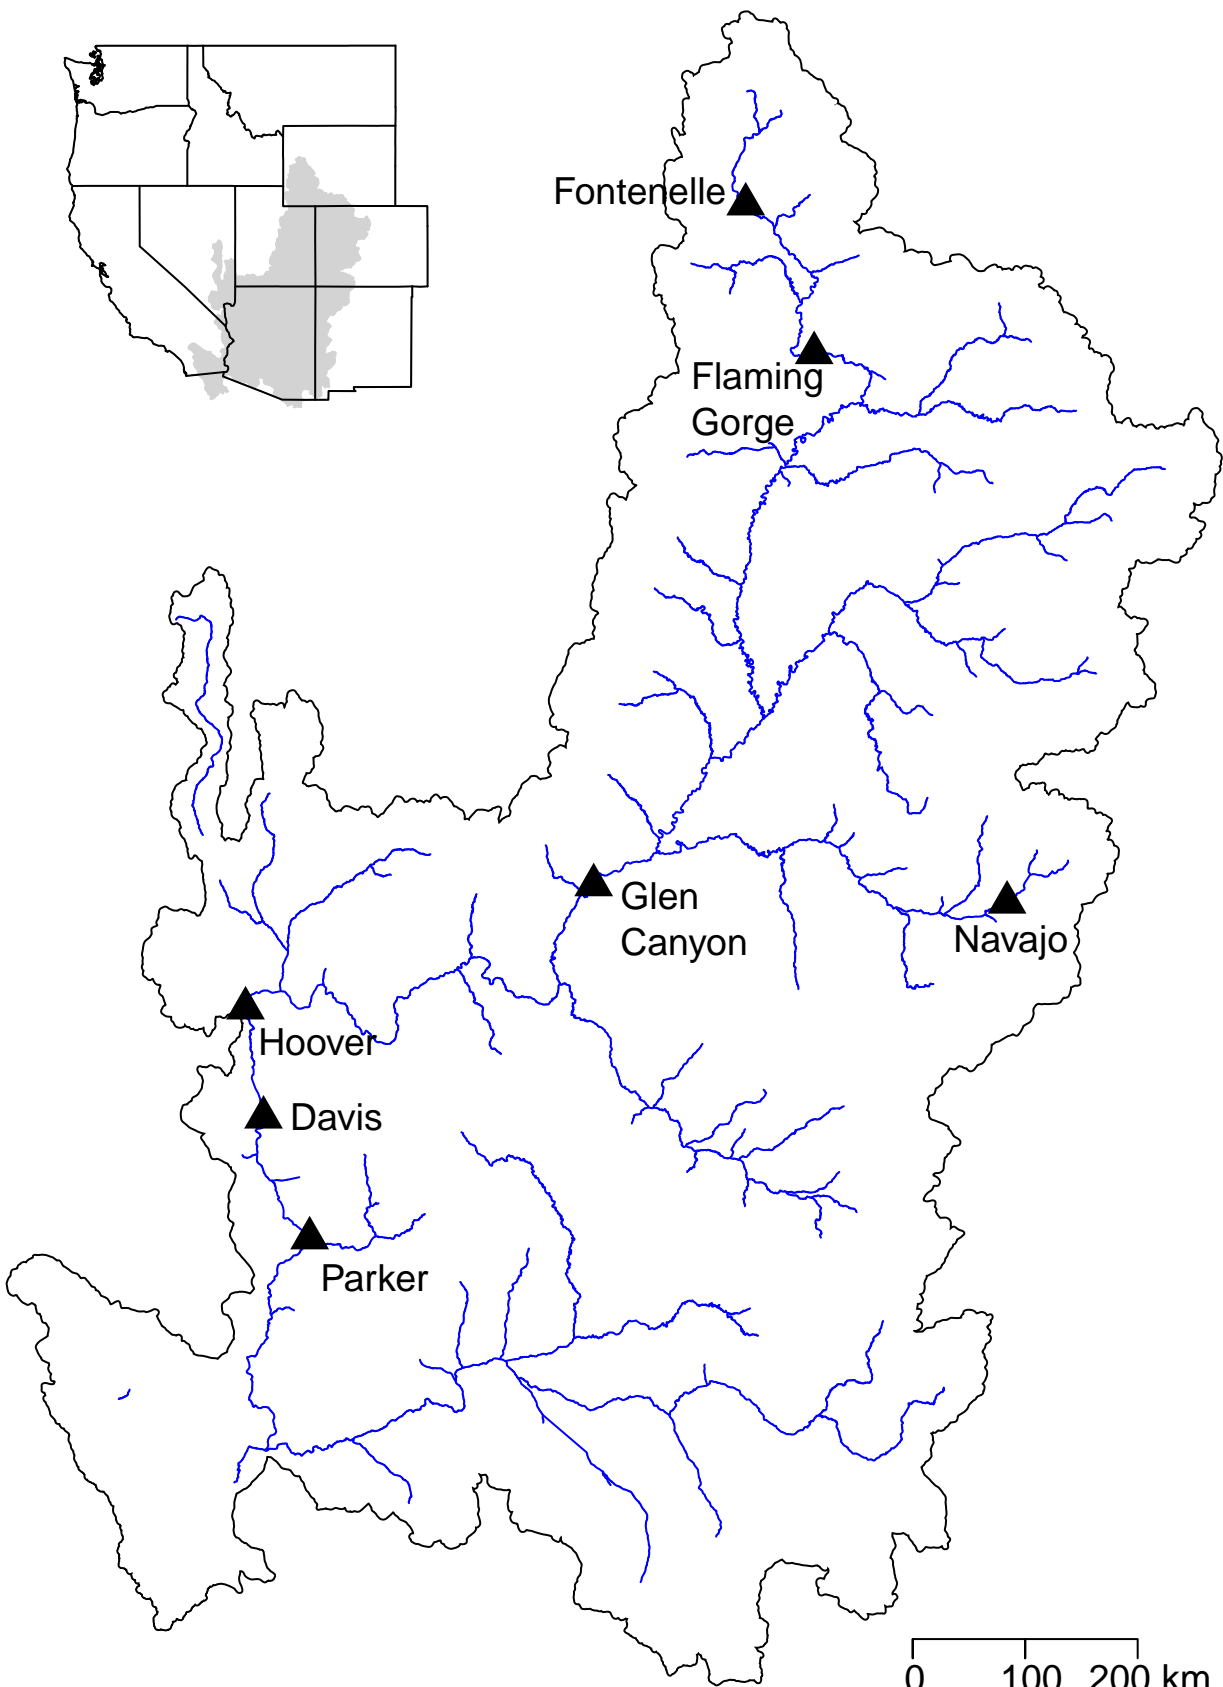 Fontenelle
Flaming
Gorge
Glen
Canyon
Navajo
Hoover
Davis
Parker
0 100 200 km